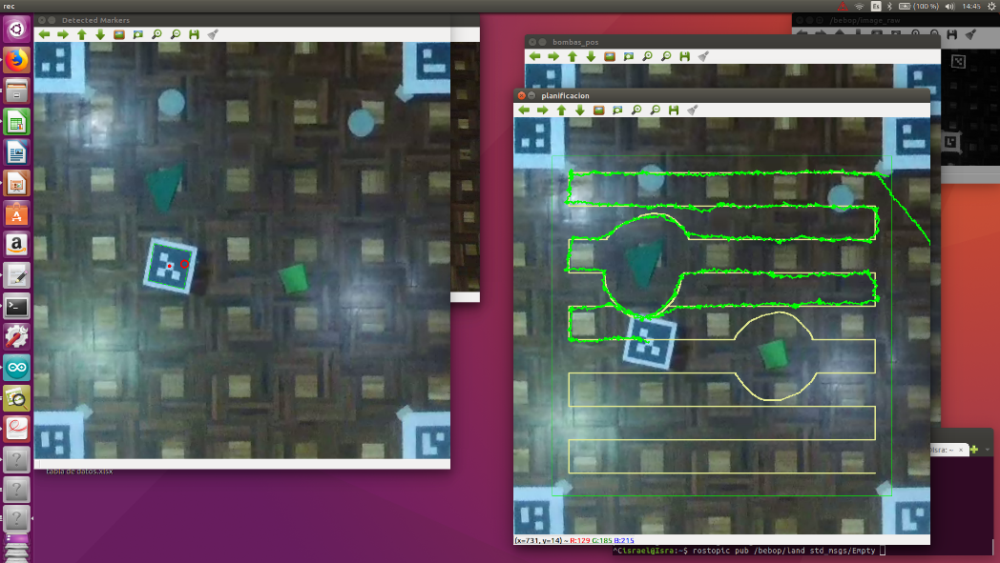 rec
Es
(100 %)
14:45
Detected Markers
/bebop/image_raw
bombas_pos
planificacion
tabla de datos.xlsx
(x=731, y=14) ~ R:129 G:185 B:215
^Cisrael@Isra:~$ rostopic pub /bebop/land std_msgs/Empty